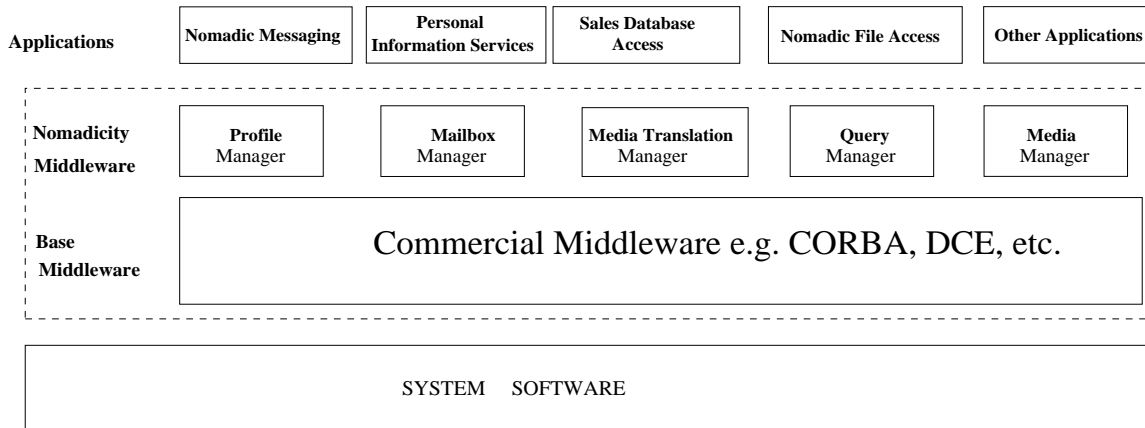 Applications
Nomadic Messaging
Personal
Information Services
Sales Database
Access
Nomadic File Access
Other Applications
Nomadicity
Middleware
Profile
Manager
Mailbox
Manager
Media Translation
Manager
Query
Manager
Media
Manager
Base
Middleware
Commercial Middleware e.g. CORBA, DCE, etc.
SYSTEM SOFTWARE